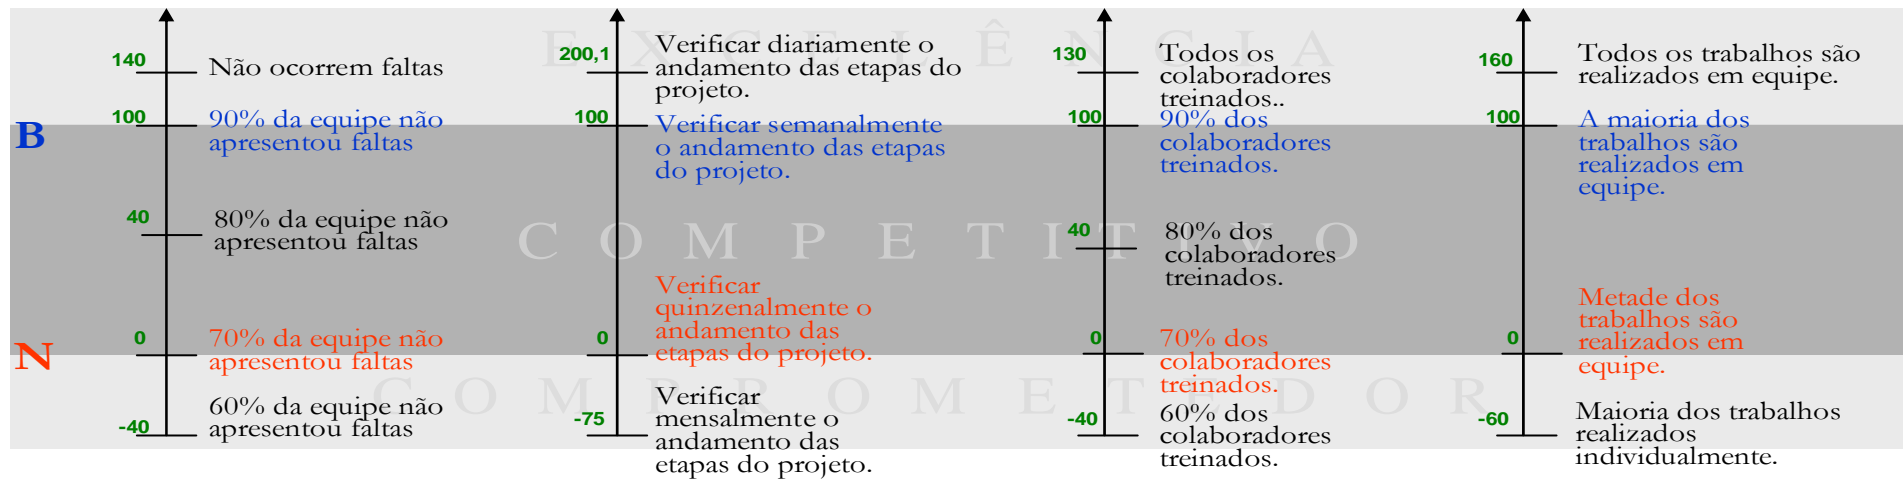 EXCELÊNCIA
COMPETITIVO
COMPROMETEDOR
B
N
140
Não ocorrem faltas
100
90% da equipe não
apresentou faltas
40
80% da equipe não
apresentou faltas
0
70% da equipe não
apresentou faltas
-40
60% da equipe não
apresentou faltas
200,1
Verificar diariamente o
andamento das etapas do
projeto.
100
Verificar semanalmente
o andamento das etapas
do projeto.
0
Verificar
quinzenalmente o
andamento das
etapas do projeto.
-75
Verificar
mensalmente o
andamento das
etapas do projeto.
130
Todos os
colaboradores
treinados..
100
90% dos
colaboradores
treinados.
40
80% dos
colaboradores
treinados.
0
70% dos
colaboradores
treinados.
-40
60% dos
colaboradores
treinados.
160
Todos os trabalhos são
realizados em equipe.
100
A maioria dos
trabalhos são
realizados em
equipe.
0
Metade dos
trabalhos são
realizados em
equipe.
-60
Maioria dos trabalhos
realizados
individualmente.